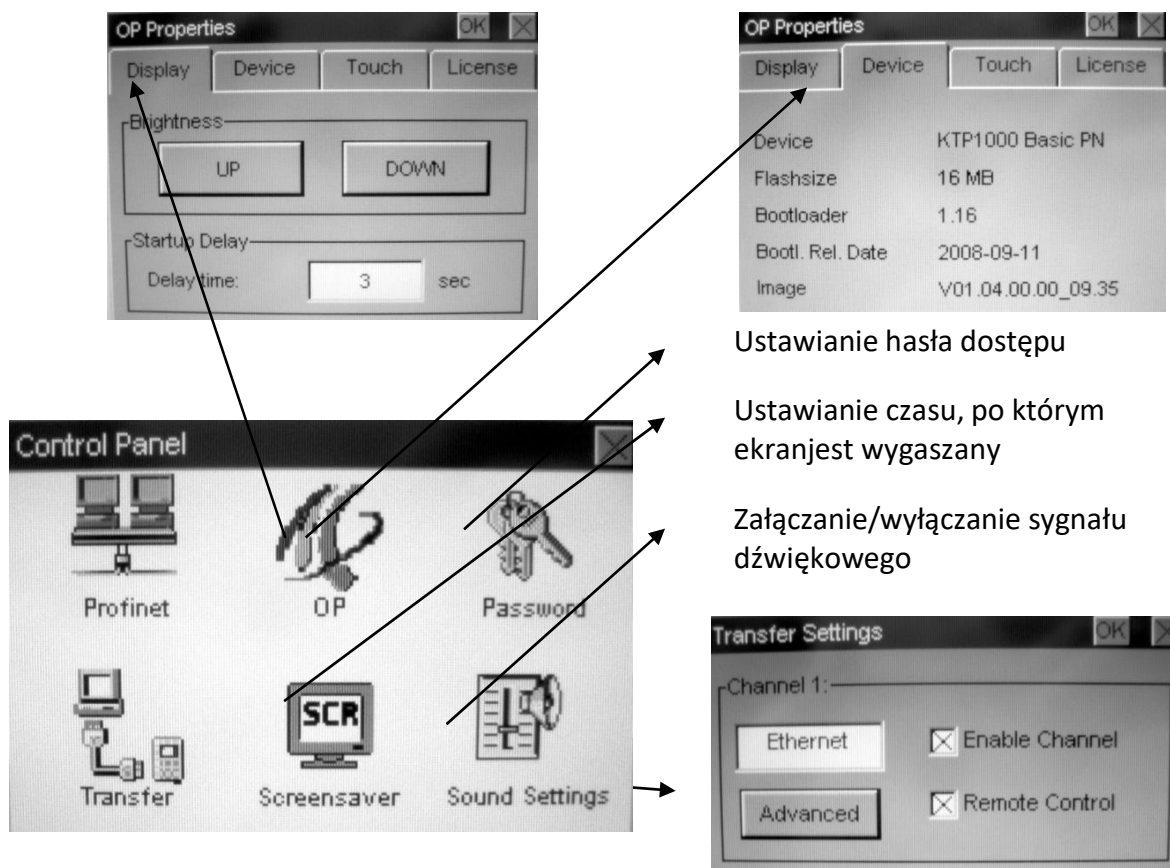 OP Properties OK
Display Device Touch License
Brightness
UP DOWN
Startup Delay
Delay time: 3 sec
OP Properties OK
Display Device Touch License
Device KTP1000 Basic PN
Flashsize 16 MB
Bootloader 1.16
Bootl. Rel. Date 2008-09-11
Image V01.04.00.00_09.35
Ustawianie hasła dostępu
Ustawianie czasu, po którym
ekranjest wygaszany
Załączanie/wyłączanie sygnału
dźwiękowego
Control Panel
Profinet OP Password
SCR
Transfer Screensaver Sound Settings
Transfer Settings OK
Channel 1:
Ethernet Enable Channel
Advanced Remote Control